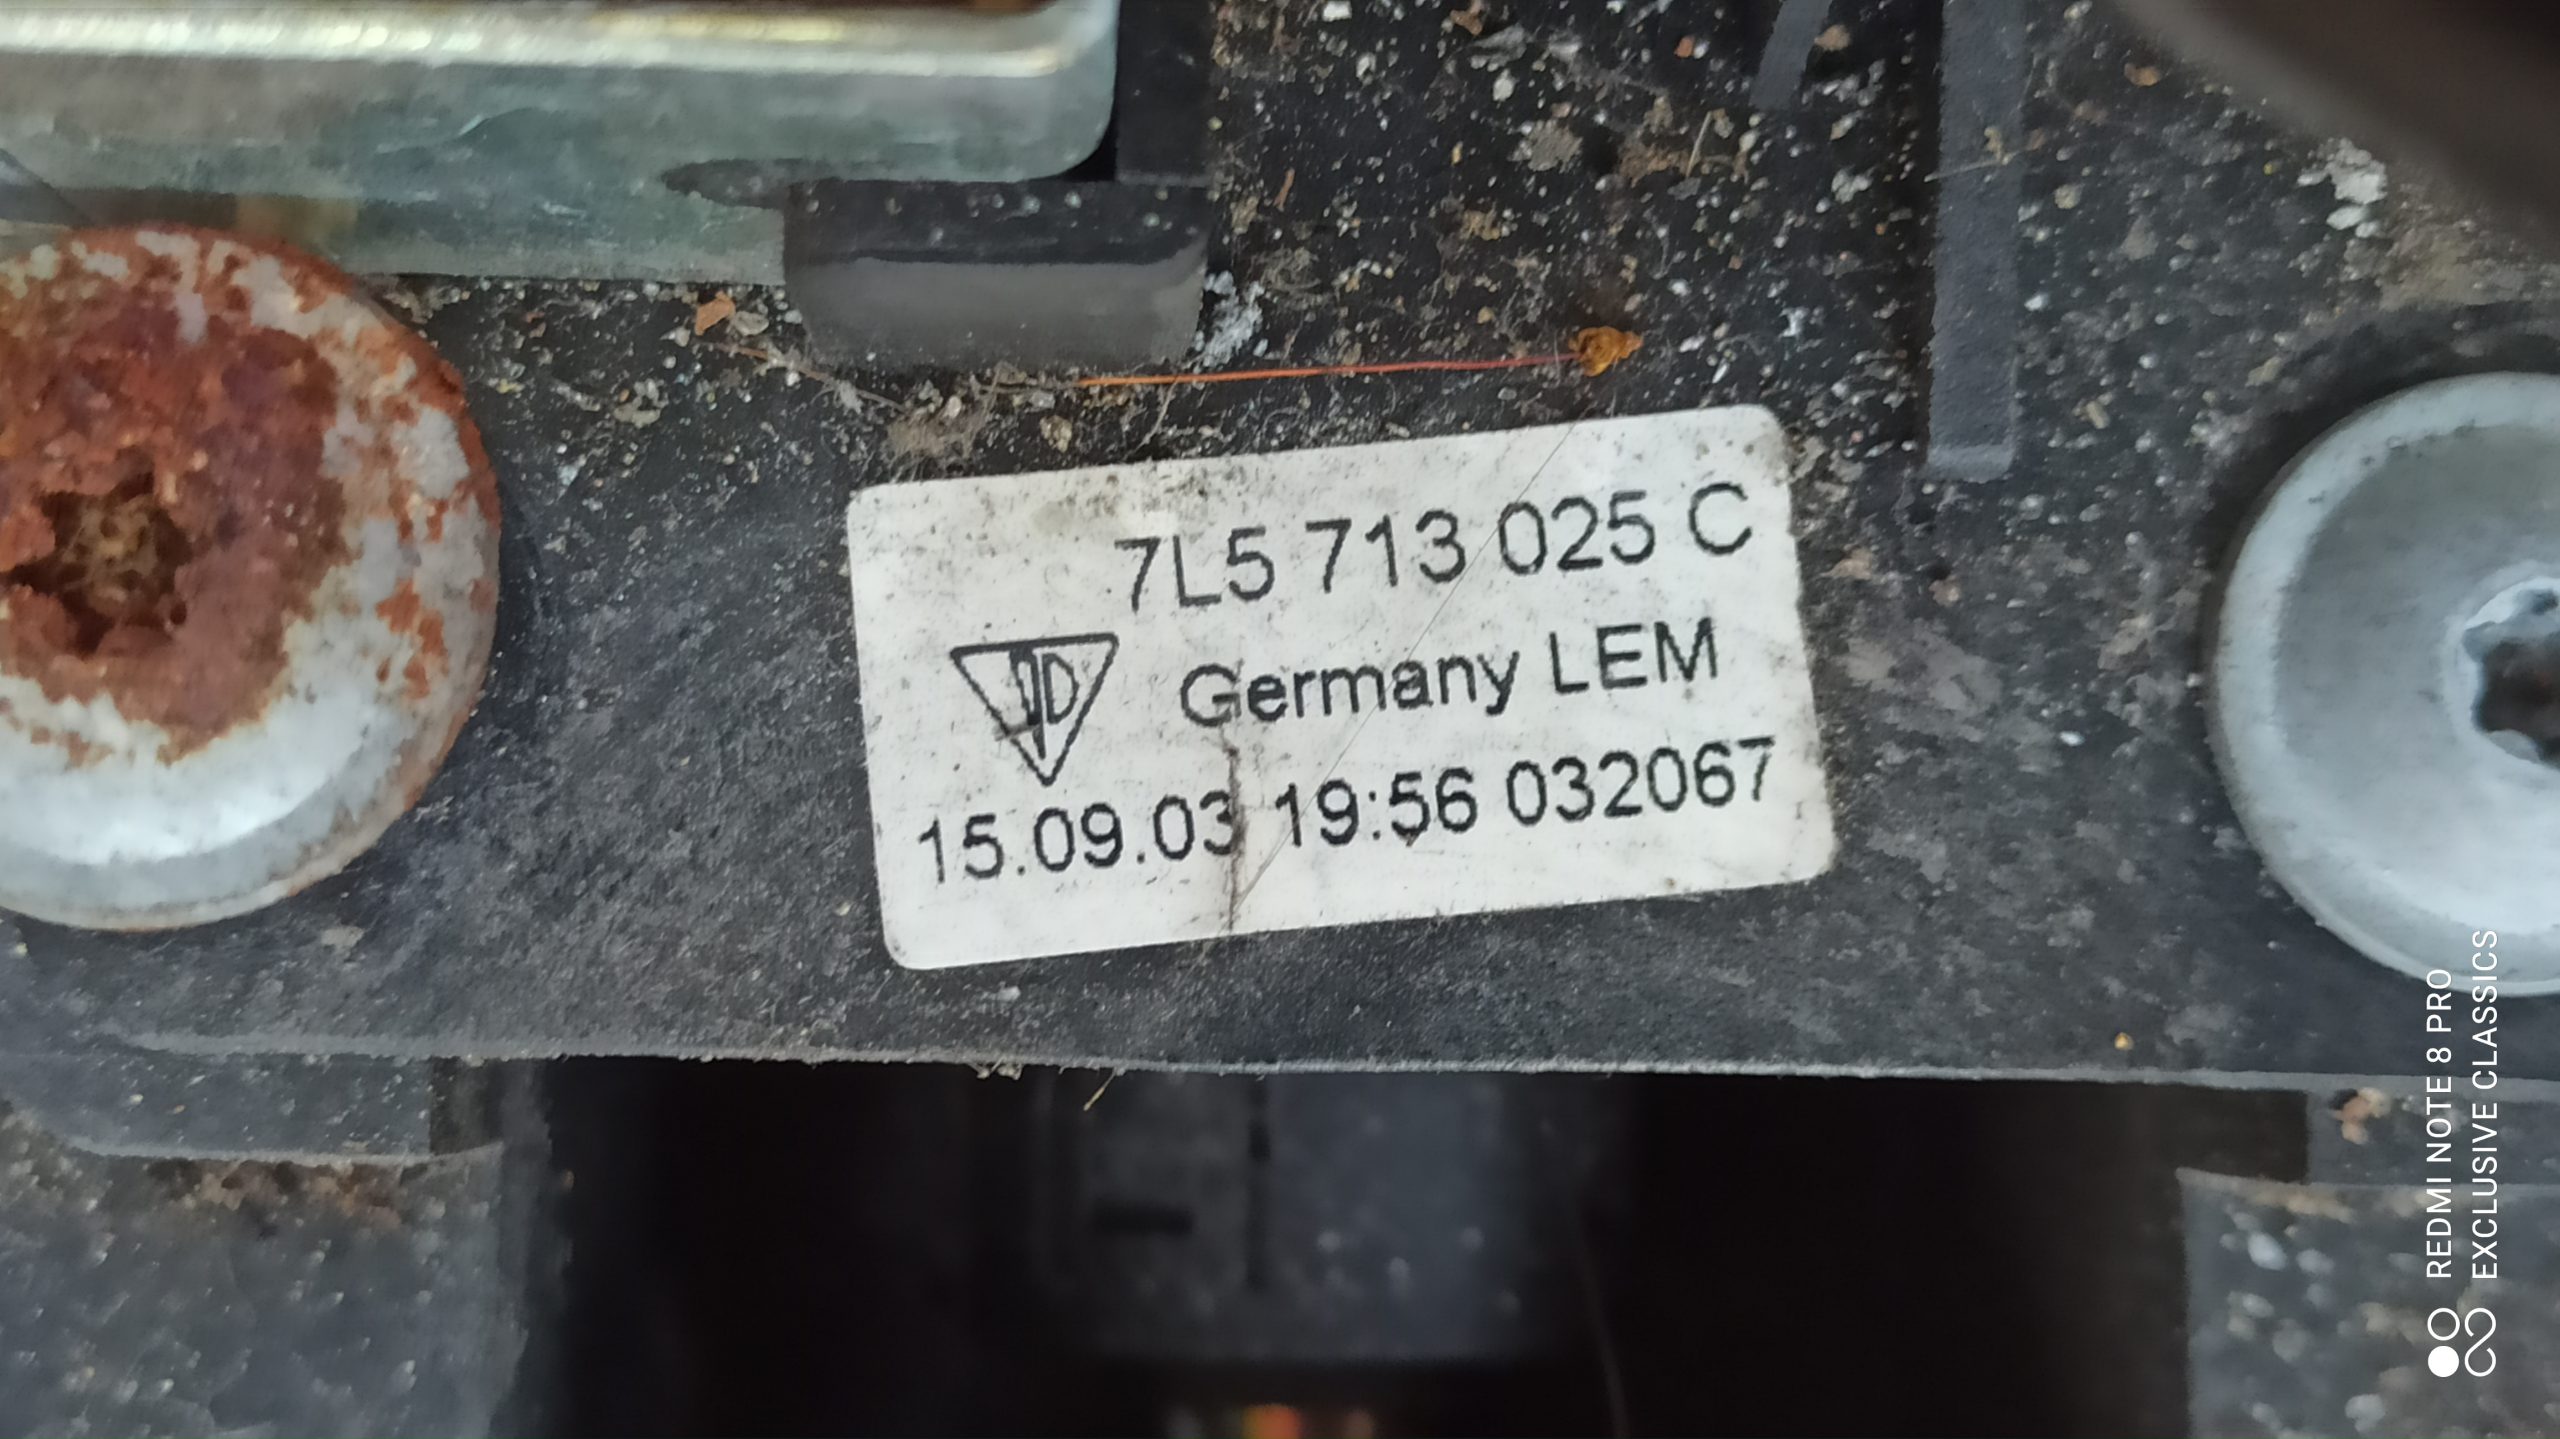 7L5 713 025 C
Germany LEM
15.09.03 19:56 032067
REDMI NOTE 8 PRO
EXCLUSIVE CLASSICS